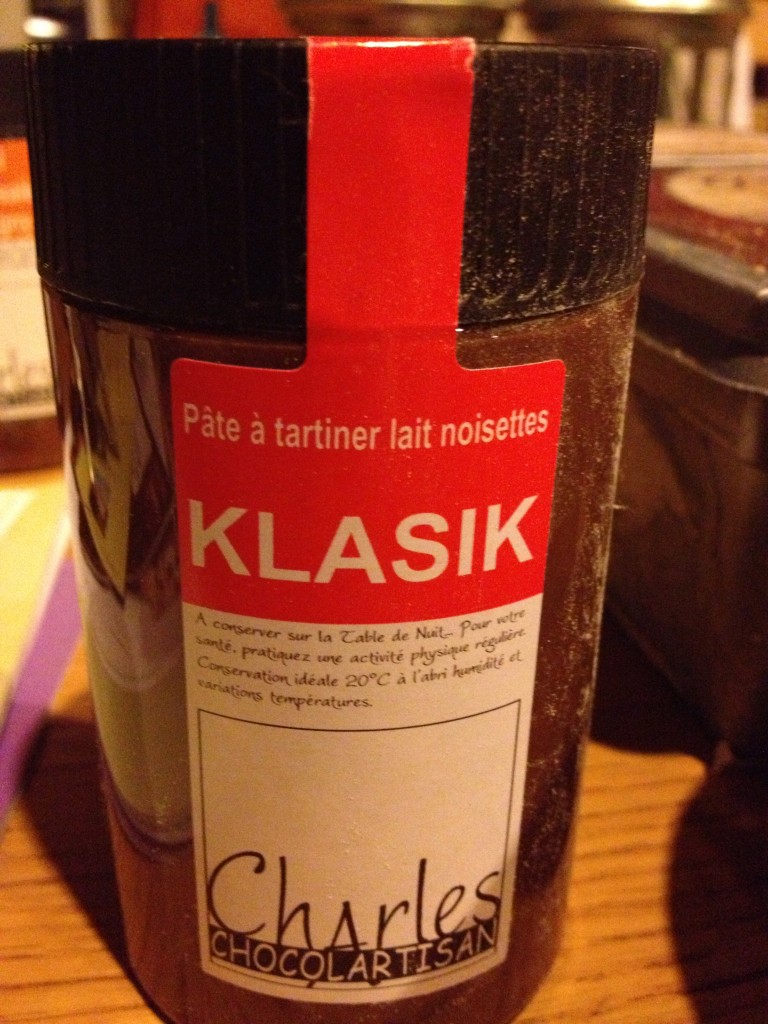 Pâte à tartiner lait noisettes
KLASIK
A conserver sur la Table de Nuit... Pour votre
santé, pratiquez une activité physique régulière.
Conservation idéale 20°C à l'abri humidité et
variations températures.
Charles
CHOCOLARTISAN